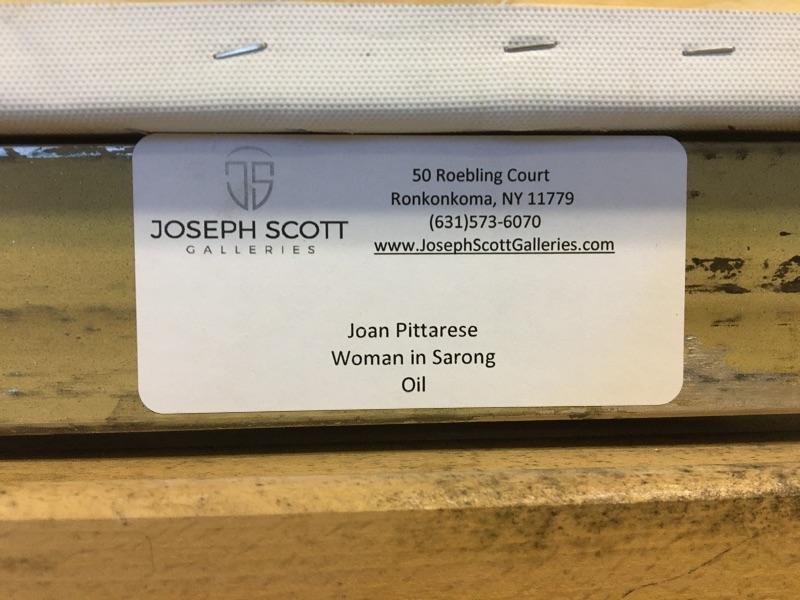 JS
JOSEPH SCOTT
GALLERIES
50 Roebling Court
Ronkonkoma, NY 11779
(631)573-6070
www.JosephScottGalleries.com
Joan Pittarese
Woman in Sarong
Oil